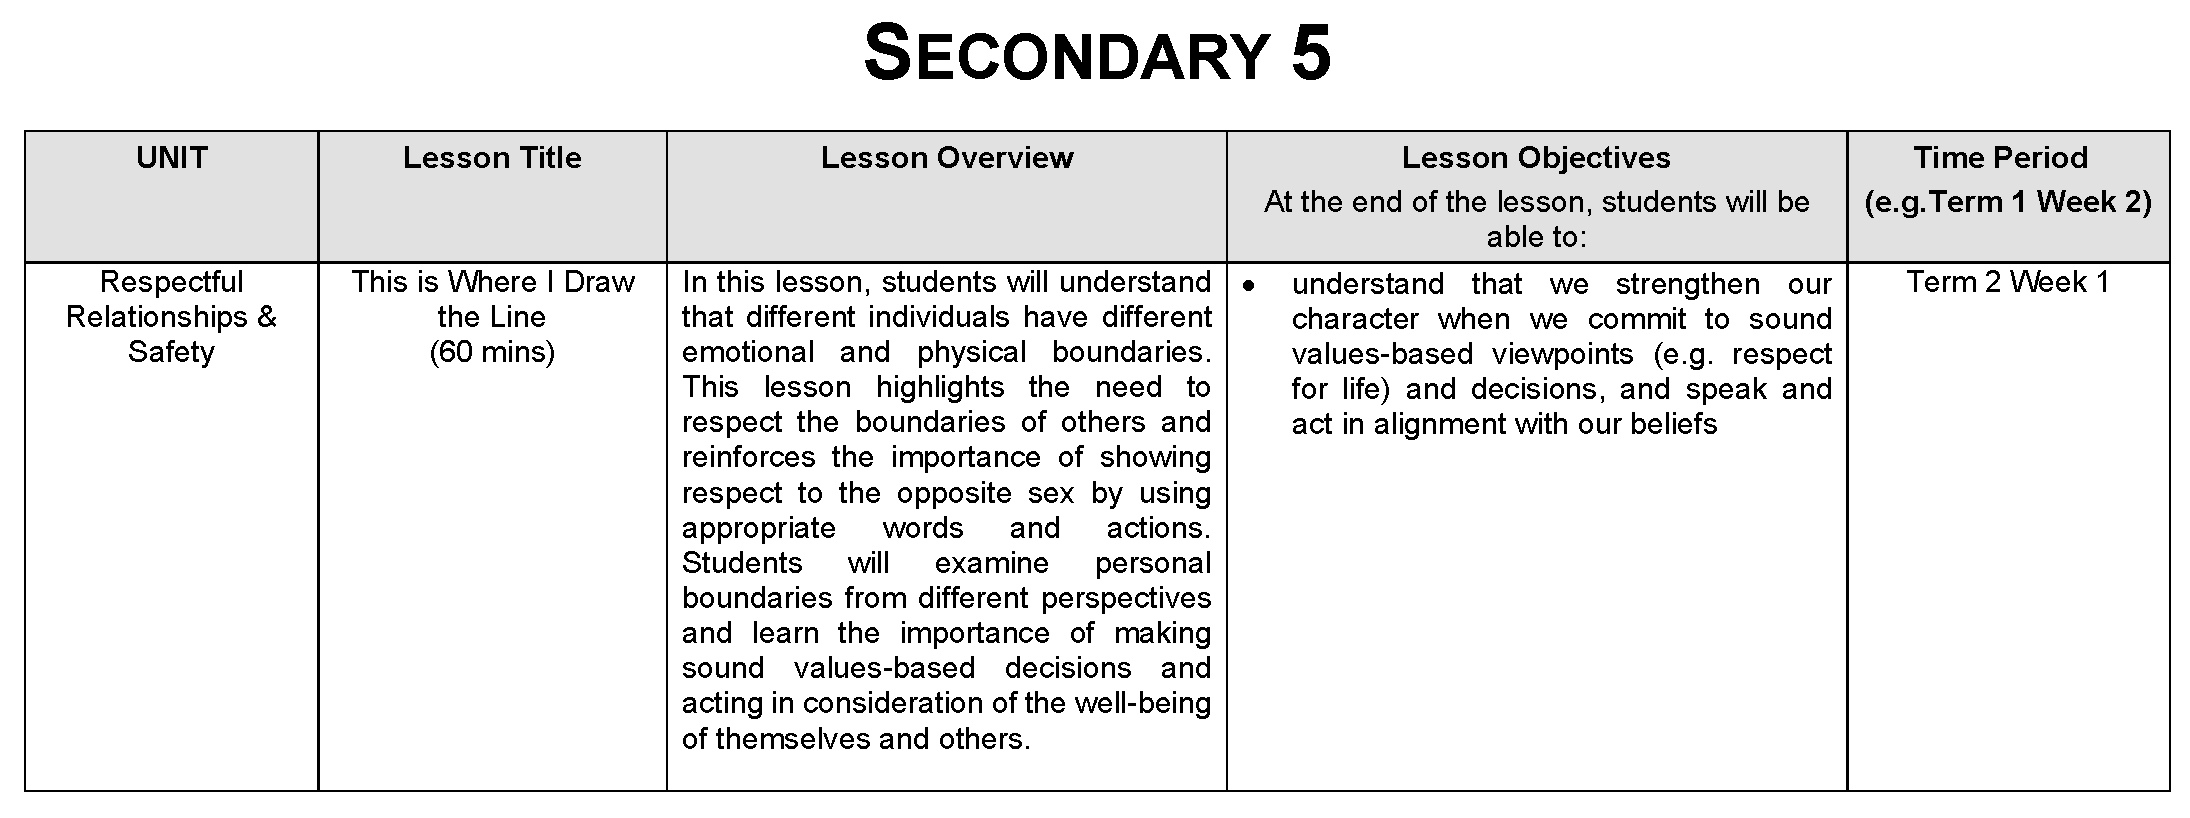 SECONDARY 5
UNIT
Lesson Title
Lesson Overview
Lesson Objectives
At the end of the lesson, students will be
able to:
Time Period
(e.g.Term 1 Week 2)
Respectful
Relationships &
Safety
This is Where I Draw
the Line
(60 mins)
In this lesson, students will understand
that different individuals have different
emotional and physical boundaries.
This lesson highlights the need to
respect the boundaries of others and
reinforces the importance of showing
respect to the opposite sex by using
appropriate words and actions.
Students will examine personal
boundaries from different perspectives
and learn the importance of making
sound values-based decisions and
acting in consideration of the well-being
of themselves and others.
• understand that we strengthen our
character when we commit to sound
values-based viewpoints (e.g. respect
for life) and decisions, and speak and
act in alignment with our beliefs
Term 2 Week 1